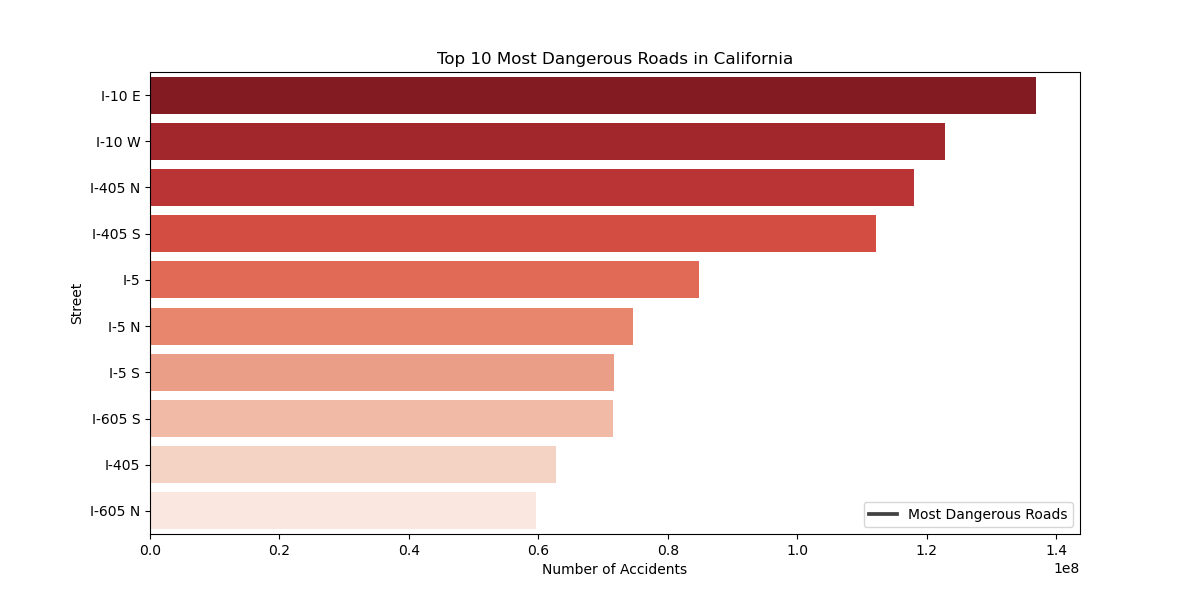 Top 10 Most Dangerous Roads in California
Street
I-10 E
I-10 W
I-405 N
I-405 S
I-5
I-5 N
I-5 S
I-605 S
I-405
I-605 N
Most Dangerous Roads
0.0 0.2 0.4 0.6 0.8 1.0 1.2 1.4
1e8
Number of Accidents